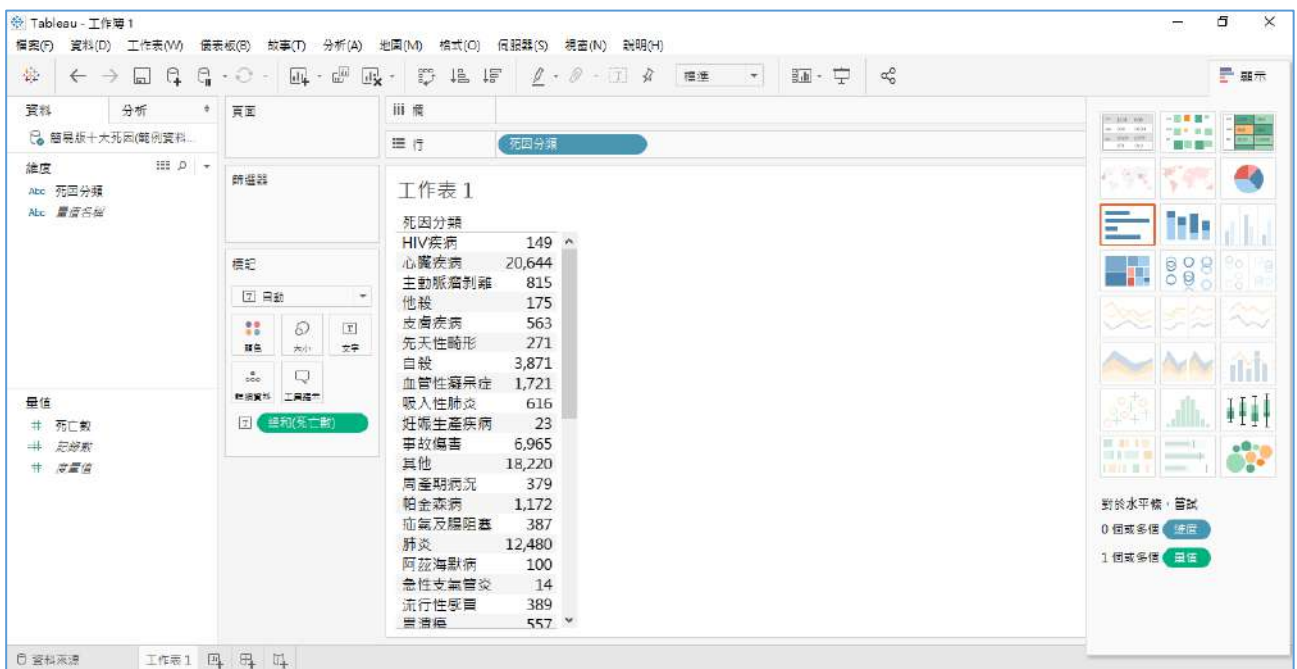 Tableau - 工作簿 1
檔案(F) 資料(D) 工作表(W) 儀表板(B) 故事(T) 分析(A) 地圖(M) 格式(O) 伺服器(S) 視窗(N) 說明(H)
標準
顯示
資料 分析
簡易版十大死因(範例資料...
維度
Abc 死因分類
Abc 量值名稱
量值
# 死亡數
記錄數
# 度量值
頁面
篩選器
標記
自動
顏色 大小 文字
詳細資料 工具提示
總和(死亡數)
欄
行 死因分類
工作表 1
死因分類
HIV疾病 149
心臟疾病 20,644
主動脈瘤剝離 815
他殺 175
皮膚疾病 563
先天性畸形 271
自殺 3,871
血管性癡呆症 1,721
吸入性肺炎 616
妊娠生產疾病 23
事故傷害 6,965
其他 18,220
周產期病況 379
帕金森病 1,172
疝氣及腸阻塞 387
肺炎 12,480
阿茲海默病 100
急性支氣管炎 14
流行性感冒 389
胃潰瘍 557
對於水平條，嘗試
0 個或多個 維度
1 個或多個 量值
資料來源 工作表 1